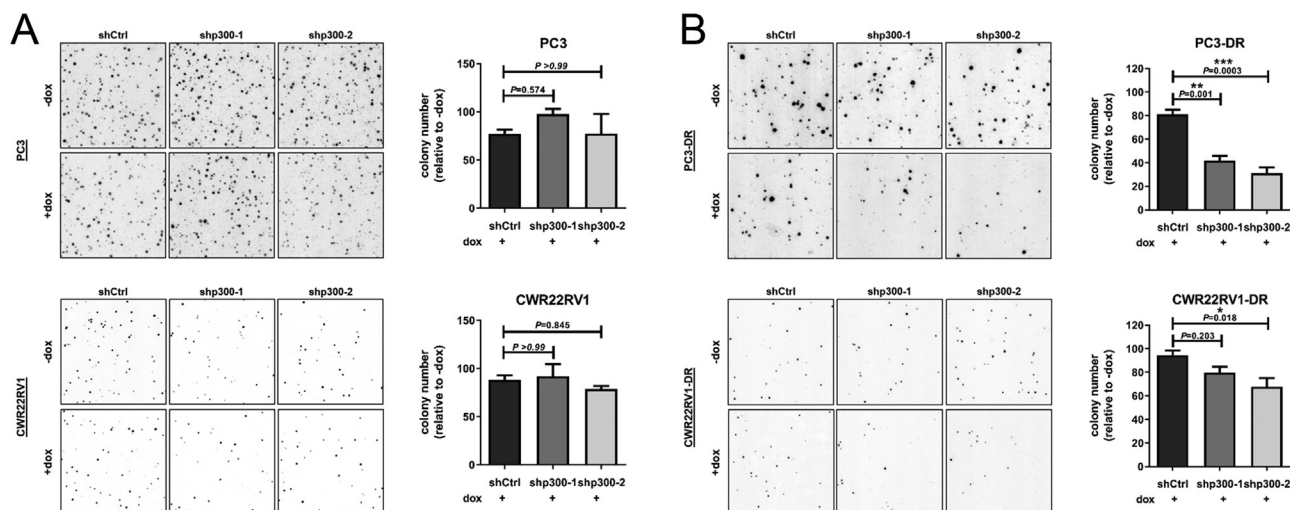 A
shCtrl shp300-1 shp300-2
-dox
PC3
+dox
PC3
P >0.99
P=0.574
150
100
50
0
colony number
(relative to -dox)
shCtrl shp300-1 shp300-2
dox + + +
shCtrl shp300-1 shp300-2
-dox
CWR22RV1
+dox
CWR22RV1
P=0.845
P >0.99
150
100
50
0
colony number
(relative to -dox)
shCtrl shp300-1 shp300-2
dox + + +
B
shCtrl shp300-1 shp300-2
-dox
PC3-DR
+dox
PC3-DR
***
P=0.0003
**
P=0.001
120
100
80
60
40
20
0
colony number
(relative to -dox)
shCtrl shp300-1 shp300-2
dox + + +
shCtrl shp300-1 shp300-2
-dox
CWR22RV1-DR
+dox
CWR22RV1-DR
*
P=0.018
P=0.203
120
100
80
60
40
20
0
colony number
(relative to -dox)
shCtrl shp300-1 shp300-2
dox + + +